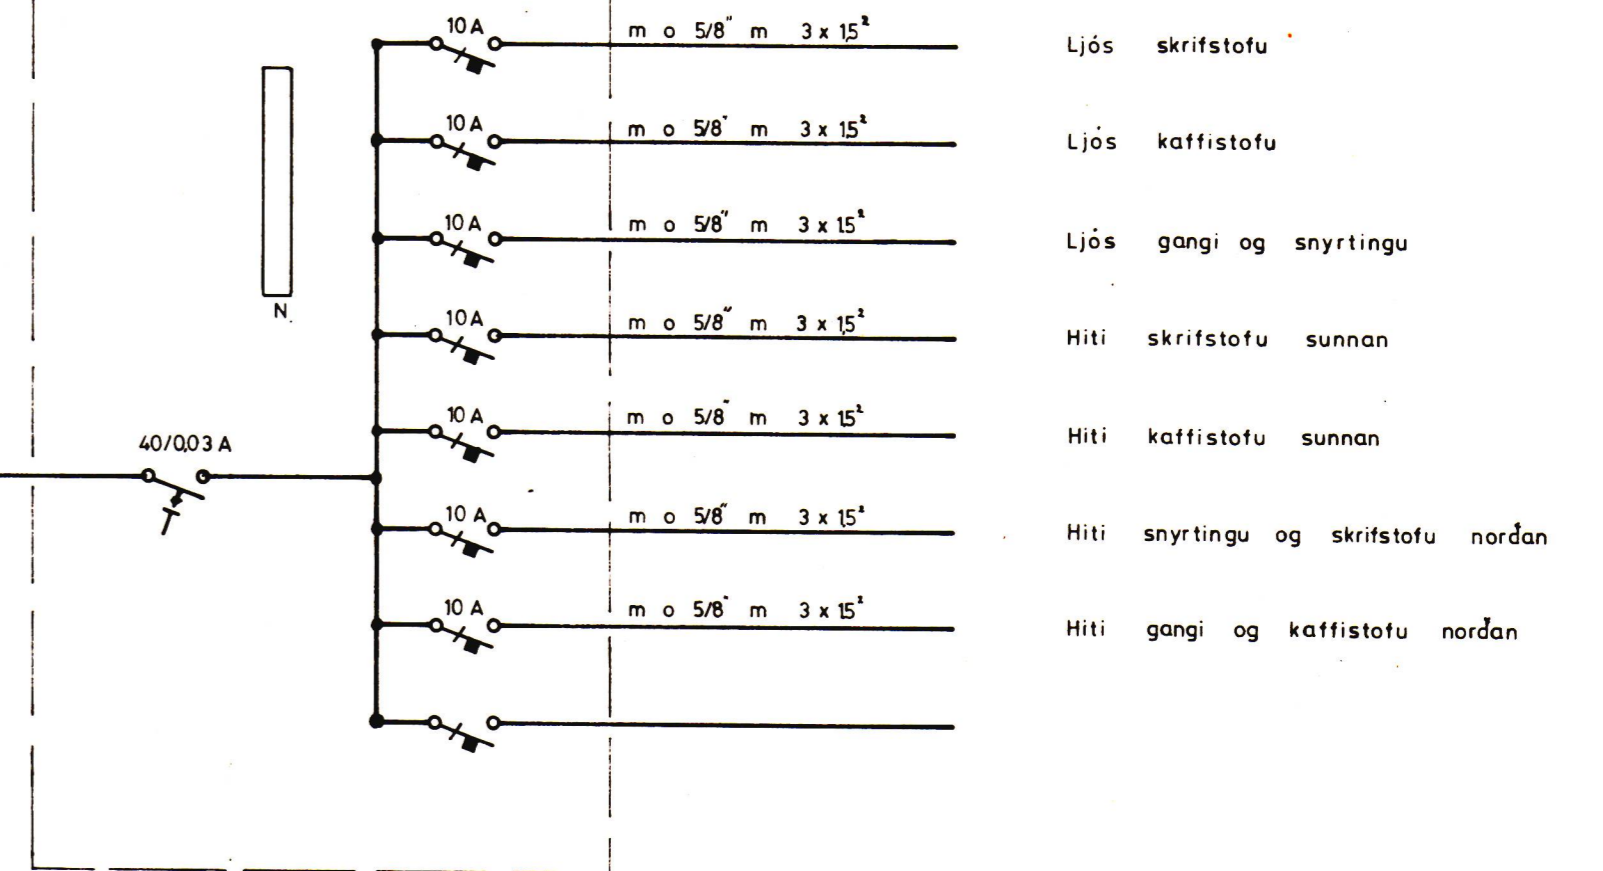 10 A m o 5/8" m 3 x 1,5² Ljós skrifstofu
10 A m o 5/8" m 3 x 1,5² Ljós kaffistofu
10 A m o 5/8" m 3 x 1,5² Ljós gangi og snyrtingu
10 A m o 5/8" m 3 x 1,5² Hiti skrifstofu sunnan
N
10 A m o 5/8" m 3 x 1,5² Hiti kaffistofu sunnan
40/0,03 A
10 A m o 5/8" m 3 x 1,5² Hiti snyrtingu og skrifstofu norðan
10 A m o 5/8" m 3 x 1,5² Hiti gangi og kaffistofu norðan